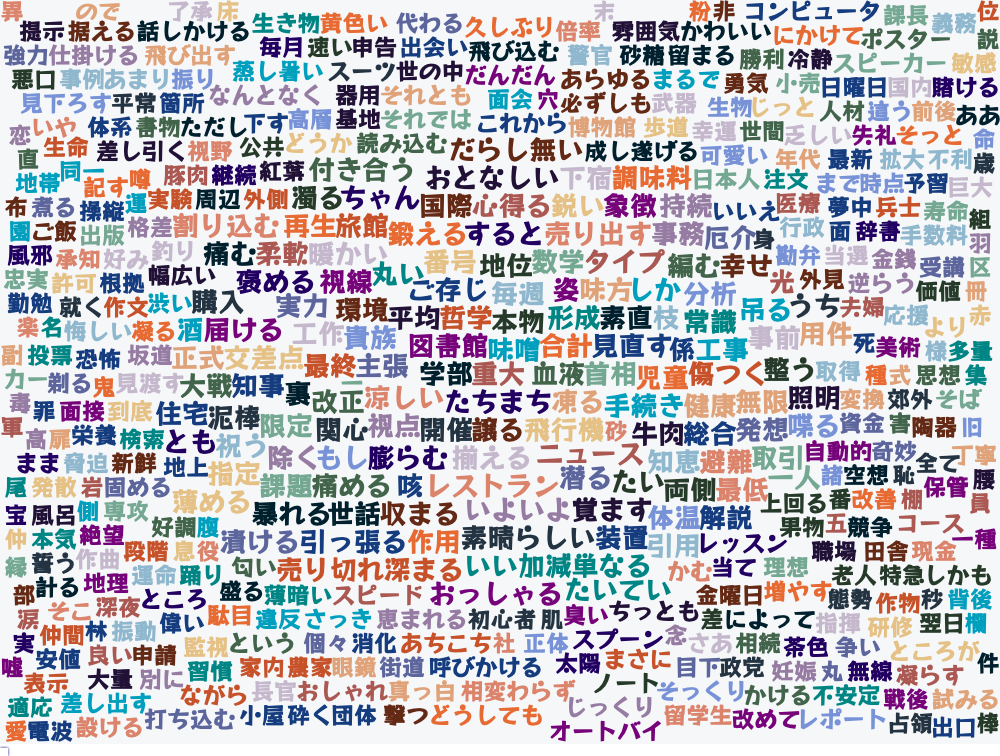 異 ので 了承 床 末 粉 非 コンピュータ 課長 義務 位
提示 据える 話しかける 生き物 黄色い 代わる 久しぶり 倍率 雰囲気 かわいい にかけて ポスター 説
強力 仕掛ける 飛び出す 毎月 速い 申告 出会い 飛び込む 警官 砂糖 留まる 勝利 冷静 スピーカー 敏感
悪口 事例 あまり 振り 蒸し暑い スーツ 世の中 だんだん あらゆる まるで 勇気 小売 日曜日 国内 賭ける
見下ろす 平常 箇所 なんとなく 器用 それとも 面会 穴 必ずしも 武器 生物 じっと 人材 違う 前後 ああ
恋 いや 体系 書物 ただし 下す 高層 基地 それでは これから 博物館 歩道 幸運 世間 乏しい 失礼 そっと 命
直 生命 差し引く 視野 公共 どうか 読み込む だらし無い 成し遂げる 可愛い 年代 最新 拡大 不利 歳
地帯 同一 記す 噂 豚肉 継続 紅葉 付き合う おとなしい 下宿 調味料 日本人 注文 まで 時点 予習 巨大
布 煮る 操縦 運 実験 周辺 外側 濁る ちゃん 国際 心得る 鋭い 象徴 持続 いいえ 医療 夢中 兵士 寿命 組
園 ご飯 出版 格差 割り込む 再生 旅館 鍛える すると 売り出す 事務 厄介 身 行政 面 辞書 手数料 羽
風邪 承知 好み 釣り 痛む 柔軟 暖かい 番号 地位 数学 タイプ 編む 幸せ 勘弁 当選 金銭 受講 区
忠実 許可 根拠 幅広い 褒める 視線 丸い ご存じ 毎週 姿 味方 しか 分析 光 外見 逆らう 価値 冊
勤勉 就く 作文 渋い 購入 実力 環境 平均 哲学 本物 形成 素直 枝 常識 吊る うち 夫婦 応援 より 赤
楽 名 悔しい 凝る 酒 届ける 工作 貴族 図書館 味噌 合計 見直す 係 工事 事前 用件 死 美術 様 多量
副 投票 恐怖 坂道 正式 交差点 最終 主張 学部 重大 血液 首相 児童 傷つく 整う 取得 種 式 思想 集
カー 剃る 鬼 見渡す 大戦 知事 裏 改正 涼しい たちまち 凍る 手続き 健康 無限 照明 変換 郊外 そば
毒 罪 面接 到底 住宅 泥棒 限定 関心 視点 開催 譲る 飛行機 砂 牛肉 総合 発想 喋る 資金 害 陶器 旧
軍 高 扉 栄養 検索 とも 祝う 除く もし 膨らむ 揃える ニュース 知恵 避難 取引 自動的 奇妙 丁寧
まま 脅迫 新鮮 地上 指定 課題 痛める 咳 レストラン 潜る たい 両側 最低 一人 諸 空想 恥 全て 腰
尾 発散 岩 固める 薄める 暴れる 世話 収まる いよいよ 覚ます 体温 解説 上回る 番 改善 棚 保管 員
宝 風呂 側 専攻 好調 腹 漬ける 引っ張る 作用 素晴らしい 装置 引用 レッスン 果物 五 競争 コース 一種
仲 本気 絶望 段階 息 役 匂い 売り切れ 深まる いい 加減 単なる かむ 当て 理想 職場 田舎 現金
縁 誓う 作曲 運命 踊り 盛る 薄暗い スピード おっしゃる たいてい 金曜日 増やす 老人 特急 しかも
部 計る 地理 深夜 ところ 駄目 違反 さっき 恵まれる 初心者 肌 臭い ちっとも 差 によって 態勢 作物 秒 背後
涙 そこ 仲間 林 振動 偉い 監視 という 個々 消化 あちこち 社 正体 スプーン 念 さあ 相続 茶色 指揮 研修 争い 翌日 欄
実 安値 良い 申請 習慣 家内 農家 眼鏡 街道 呼びかける 太陽 まさに 目下 政党 妊娠 丸 無線 ところが 凝らす 件
嘘 表示 大量 別に ながら 長官 おしゃれ 真っ白 相変わらず ノート そっくり かける 不安定 戦後 試みる
適応 差し出す 打ち込む 小屋 砕く 団体 撃つ どうしても じっくり 留学生 改めて レポート 占領 出口 棒
愛 電波 設ける オートバイ